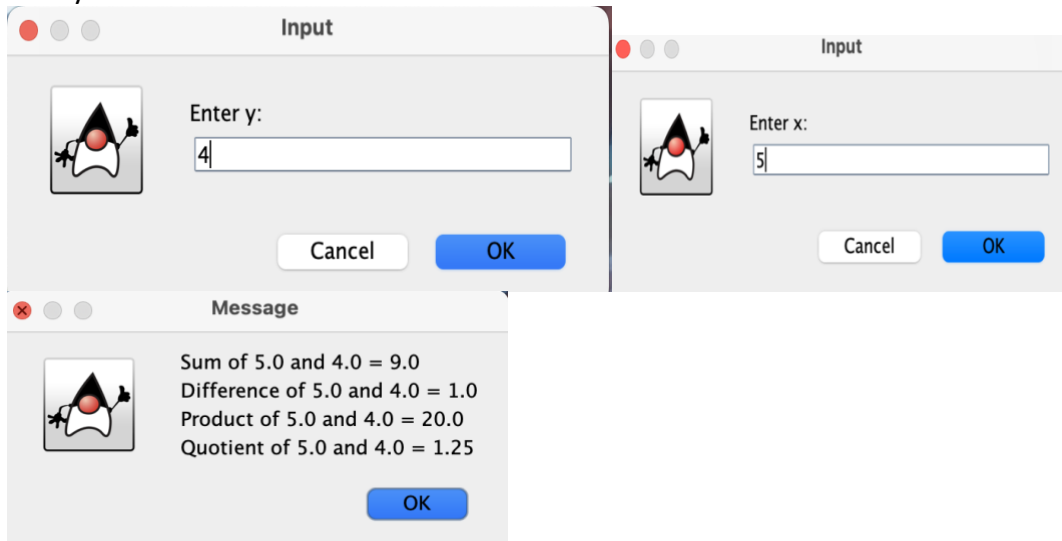 Input
Enter y:
4
Cancel
OK
Input
Enter x:
5
Cancel
OK
Message
Sum of 5.0 and 4.0 = 9.0
Difference of 5.0 and 4.0 = 1.0
Product of 5.0 and 4.0 = 20.0
Quotient of 5.0 and 4.0 = 1.25
OK